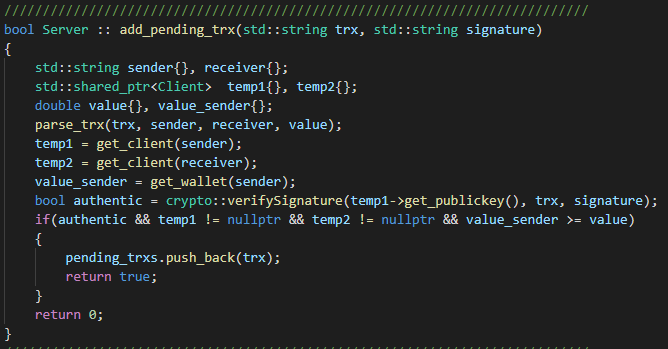 ////////////////////////////////////////////////////////////////////////////
bool Server :: add_pending_trx(std::string trx, std::string signature)
{
    std::string sender{}, receiver{};
    std::shared_ptr<Client>  temp1{}, temp2{};
    double value{}, value_sender{};
    parse_trx(trx, sender, receiver, value);
    temp1 = get_client(sender);
    temp2 = get_client(receiver);
    value_sender = get_wallet(sender);
    bool authentic = crypto::verifySignature(temp1->get_publickey(), trx, signature);
    if(authentic && temp1 != nullptr && temp2 != nullptr && value_sender >= value)
    {
        pending_trxs.push_back(trx);
        return true;
    }
    return 0;
}
////////////////////////////////////////////////////////////////////////////